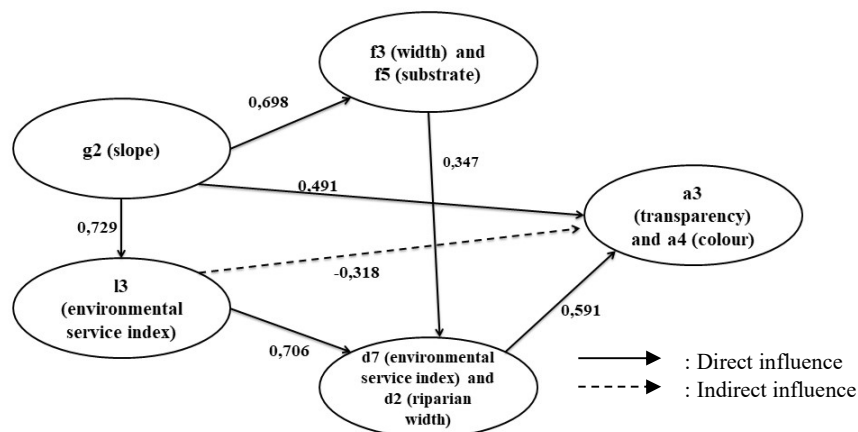 f3 (width) and
f5 (substrate)
0,698
g2 (slope)
0,347
0,491
a3
(transparency)
and a4 (colour)
0,729
l3
(environmental
service index)
-0,318
0,591
0,706
d7 (environmental
service index) and
d2 (riparian
width)
: Direct influence
: Indirect influence